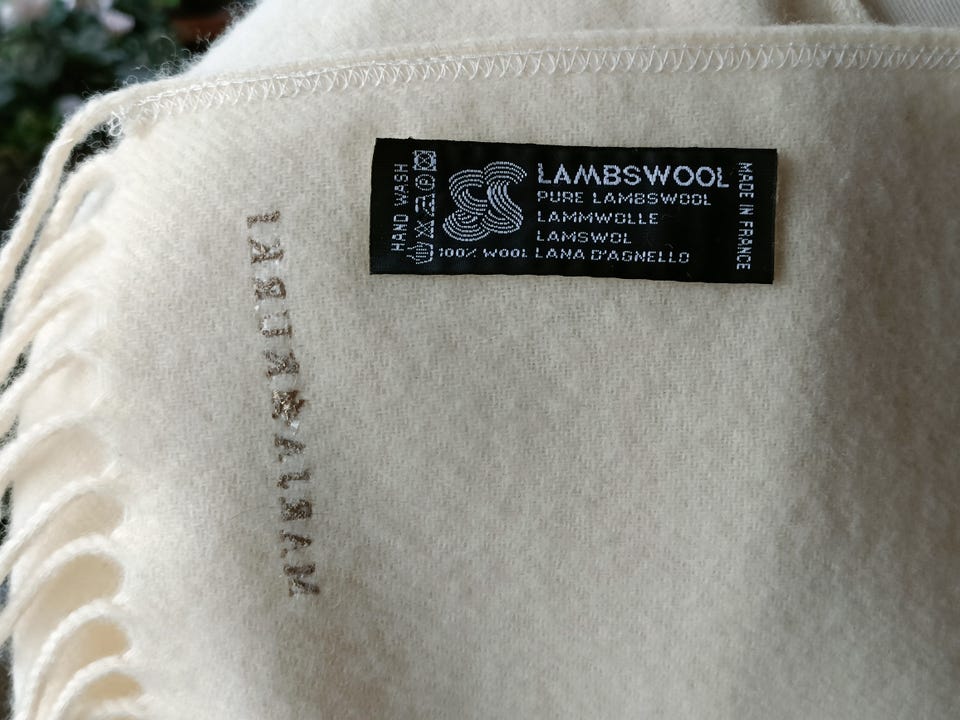 LAMBSWOOL
PURE LAMBSWOOL
LAMMWOLLE
LAMSWOL
100% WOOL LANA D'AGNELLO
HAND WASH
MADE IN FRANCE